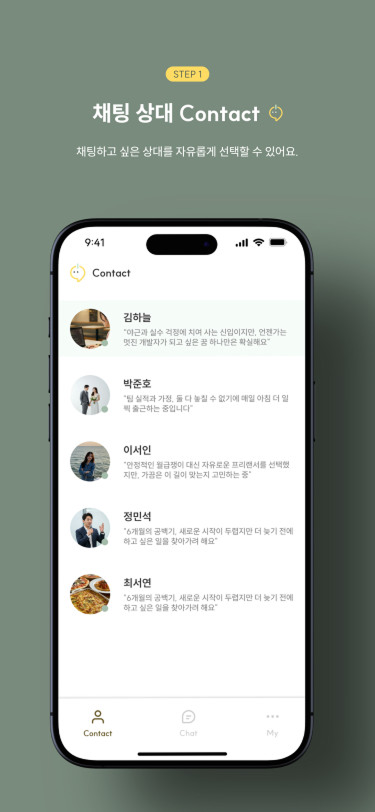 STEP 1
채팅 상대 Contact
채팅하고 싶은 상대를 자유롭게 선택할 수 있어요.
9:41
Contact
김하늘
"야근과 실수 걱정에 치여 사는 신입이지만, 언젠가는
멋진 개발자가 되고 싶은 꿈 하나만은 확실해요"
박준호
"팀 실적과 가정, 둘 다 놓칠 수 없기에 매일 아침 더 일
찍 출근하는 중입니다"
이서인
"안정적인 월급쟁이 대신 자유로운 프리랜서를 선택했
지만, 가끔은 이 길이 맞는지 고민하는 중"
정민석
"6개월의 공백기, 새로운 시작이 두렵지만 더 늦기 전에
하고 싶은 일을 찾아가려 해요"
최서연
"6개월의 공백기, 새로운 시작이 두렵지만 더 늦기 전에
하고 싶은 일을 찾아가려 해요"
Contact
Chat
My